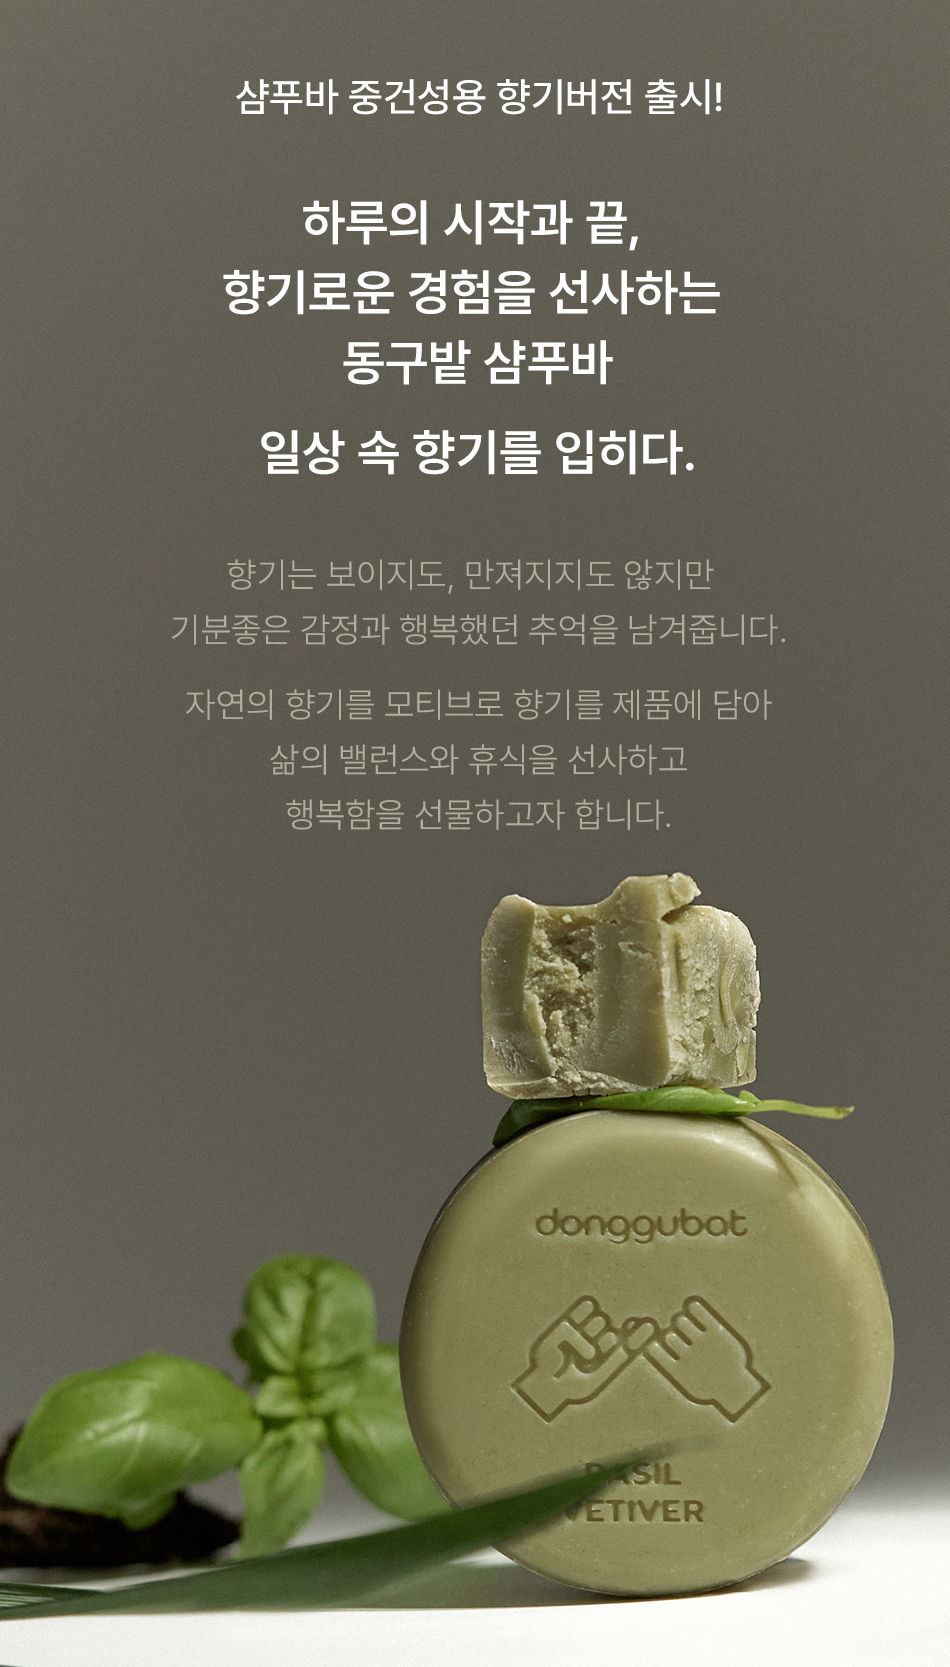 샴푸바 중건성용 향기버전 출시!
하루의 시작과 끝,
향기로운 경험을 선사하는
동구밭 샴푸바
일상 속 향기를 입히다.
향기는 보이지도, 만져지지도 않지만
기분좋은 감정과 행복했던 추억을 남겨줍니다.
자연의 향기를 모티브로 향기를 제품에 담아
삶의 밸런스와 휴식을 선사하고
행복함을 선물하고자 합니다.
donggubat
BASIL
VETIVER